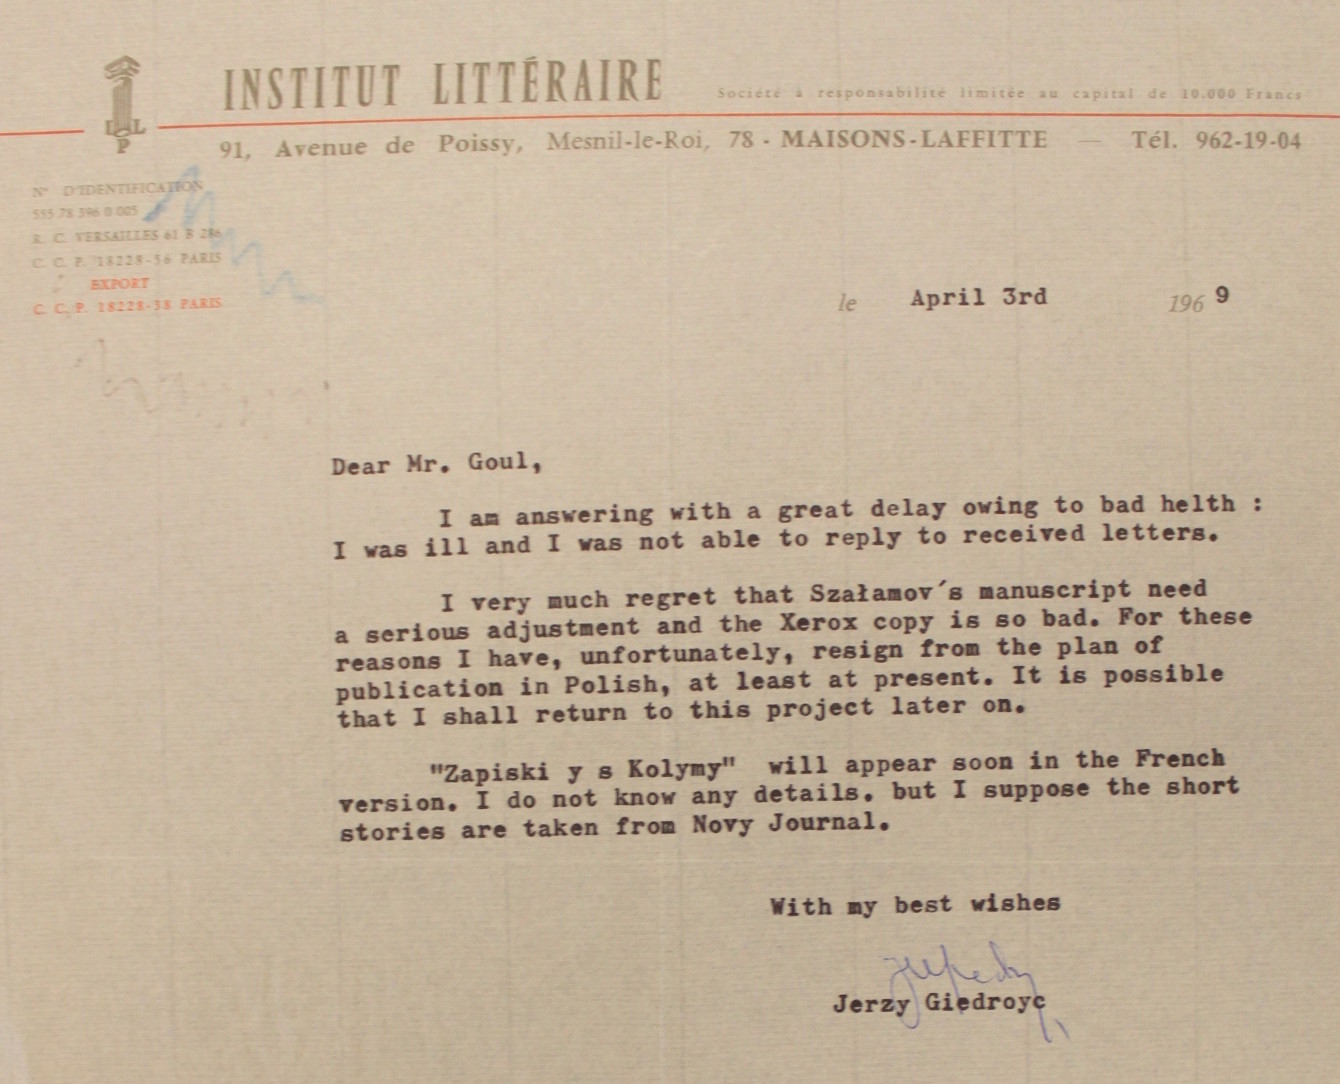 ILL
P
INSTITUT LITTÉRAIRE
Société à responsabilité limitée au capital de 10.000 Francs
91, Avenue de Poissy, Mesnil-le-Roi, 78 - MAISONS-LAFFITTE — Tél. 962-19-04
N° D'IDENTIFICATION
555 78 396 0 005
R. C. VERSAILLES 61 B 286
C. C. P. 18228-56 PARIS
EXPORT
C. C. P. 18228-38 PARIS
le April 3rd 1969
Dear Mr. Goul,
I am answering with a great delay owing to bad helth :
I was ill and I was not able to reply to received letters.
I very much regret that Szałamov´s manuscript need
a serious adjustment and the Xerox copy is so bad. For these
reasons I have, unfortunately, resign from the plan of
publication in Polish, at least at present. It is possible
that I shall return to this project later on.
"Zapiski y s Kolymy" will appear soon in the French
version. I do not know any details. but I suppose the short
stories are taken from Novy Journal.
With my best wishes
Jerzy Giedroyc